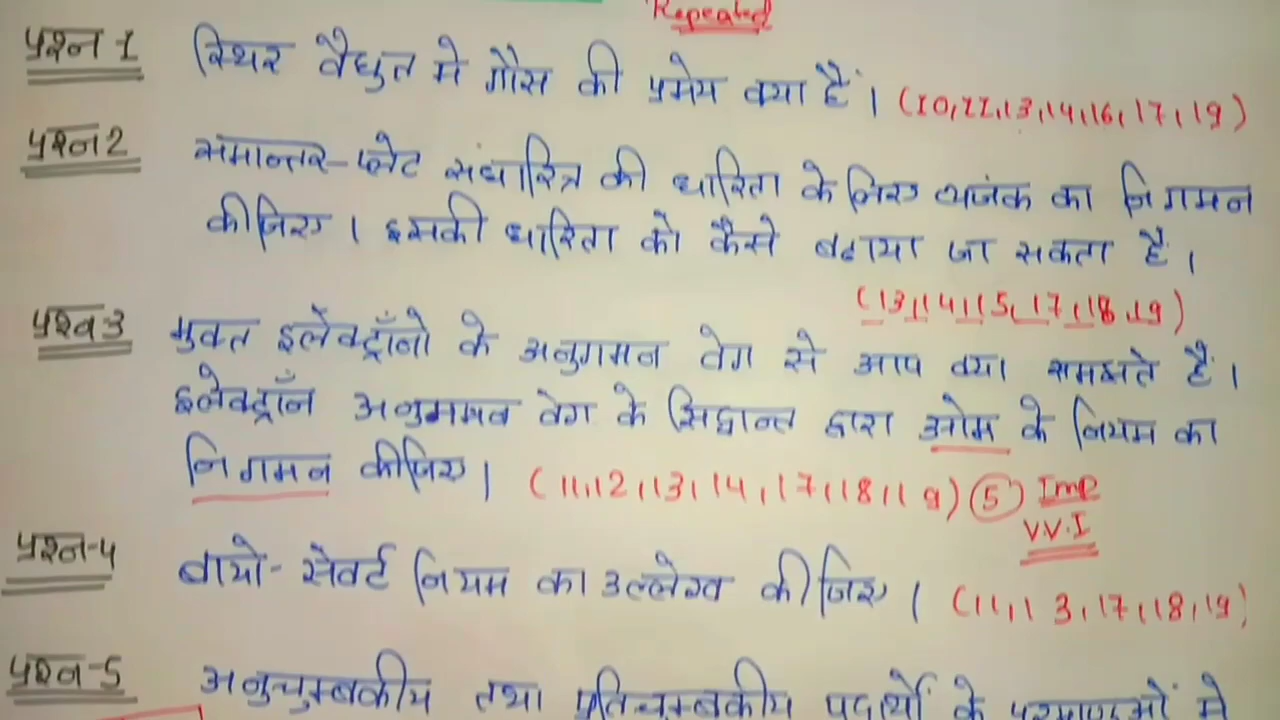 Repeated
प्रश्न 1 स्थिर वैधुत मे गौस की प्रमेय क्या है। (10,11,13,14,16,17,19)
प्रश्न 2 समान्तर-प्लेट संधारित्र की धारिता के लिए व्यजंक का निगमन
कीजिए। इसकी धारिता को कैसे बढाया जा सकता है।
(13,14,15,17,18,19)
प्रश्न-3 मुक्त इलेक्ट्रॉनो के अनुगमन वेग से आप क्या समझते है।
इलेक्ट्रॉन अनुगमन वेग के सिद्वान्त द्वारा ओम के नियम का
निगमन कीजिए। (11,12,13,14,17,18,19) 5 Imp
V.V.I
प्रश्न-4 बायो-सेवर्ट नियम का उल्लेख कीजिए। (11,13,17,18,19)
प्रश्न-5 अनुचुम्बकीय तथा प्रतिचुम्बकीय पदार्थो के परमाणुओं मे